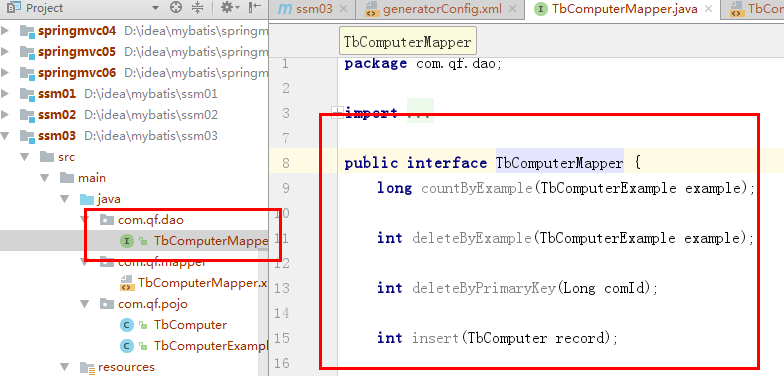 Project
springmvc04 D:\idea\mybatis\springm
springmvc05 D:\idea\mybatis\springm
springmvc06 D:\idea\mybatis\springm
ssm01 D:\idea\mybatis\ssm01
ssm02 D:\idea\mybatis\ssm02
ssm03 D:\idea\mybatis\ssm03
src
main
java
com.qf.dao
TbComputerMappe
com.qf.mapper
TbComputerMapper.x
com.qf.pojo
TbComputer
TbComputerExamp
resources
m ssm03
generatorConfig.xml
TbComputerMapper.java
TbC
TbComputerMapper
1 package com.qf.dao;
2
3 import ...
7
8 public interface TbComputerMapper {
9 long countByExample(TbComputerExample example);
10
11 int deleteByExample(TbComputerExample example);
12
13 int deleteByPrimaryKey(Long comId);
14
15 int insert(TbComputer record);
16